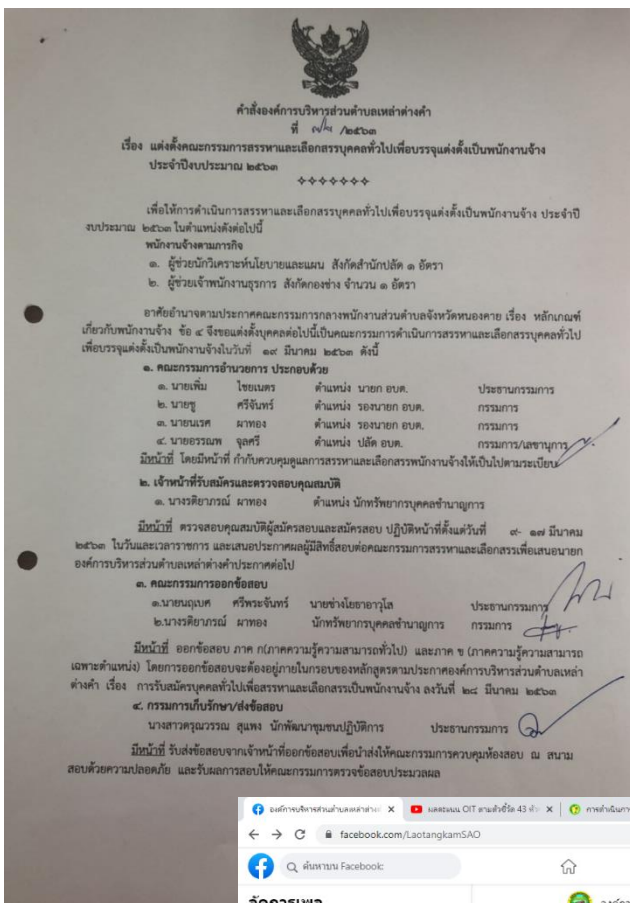 คำสั่งองค์การบริหารส่วนตำบลเหล่าต่างคำ
ที่ /๒๕๖๓
เรื่อง แต่งตั้งคณะกรรมการสรรหาและเลือกสรรบุคคลทั่วไปเพื่อบรรจุแต่งตั้งเป็นพนักงานจ้าง
ประจำปีงบประมาณ ๒๕๖๓
เพื่อให้การดำเนินการสรรหาและเลือกสรรบุคคลทั่วไปเพื่อบรรจุแต่งตั้งเป็นพนักงานจ้าง ประจำปี
งบประมาณ ๒๕๖๓ ในตำแหน่งดังต่อไปนี้
พนักงานจ้างตามภารกิจ
๑. ผู้ช่วยนักวิเคราะห์นโยบายและแผน สังกัดสำนักปลัด ๑ อัตรา
๒. ผู้ช่วยเจ้าพนักงานธุรการ สังกัดกองช่าง จำนวน ๑ อัตรา
อาศัยอำนาจตามประกาศคณะกรรมการกลางพนักงานส่วนตำบลจังหวัดหนองคาย เรื่อง หลักเกณฑ์
เกี่ยวกับพนักงานจ้าง ข้อ ๔ จึงขอแต่งตั้งบุคคลต่อไปนี้เป็นคณะกรรมการดำเนินการสรรหาและเลือกสรรบุคคลทั่วไป
เพื่อบรรจุแต่งตั้งเป็นพนักงานจ้างในวันที่ ๑๙ มีนาคม ๒๕๖๓ ดังนี้
๑. คณะกรรมการอำนวยการ ประกอบด้วย
๑. นายเพิ่ม ไชยเนตร ตำแหน่ง นายก อบต. ประธานกรรมการ
๒. นายชู ศรีจันทร์ ตำแหน่ง รองนายก อบต. กรรมการ
๓. นายนเรศ ผาทอง ตำแหน่ง รองนายก อบต. กรรมการ
๔. นายอรรณพ จุลศรี ตำแหน่ง ปลัด อบต. กรรมการ/เลขานุการ
มีหน้าที่ โดยมีหน้าที่ กำกับควบคุมดูแลการสรรหาและเลือกสรรพนักงานจ้างให้เป็นไปตามระเบียบ
๒. เจ้าหน้าที่รับสมัครและตรวจสอบคุณสมบัติ
๑. นางรติยาภรณ์ ผาทอง ตำแหน่ง นักทรัพยากรบุคคลชำนาญการ
มีหน้าที่ ตรวจสอบคุณสมบัติผู้สมัครสอบและสมัครสอบ ปฏิบัติหน้าที่ตั้งแต่วันที่ ๙- ๑๗ มีนาคม
๒๕๖๓ ในวันและเวลาราชการ และเสนอประกาศผลผู้มีสิทธิ์สอบต่อคณะกรรมการสรรหาและเลือกสรรเพื่อเสนอนายก
องค์การบริหารส่วนตำบลเหล่าต่างคำประกาศต่อไป
๓. คณะกรรมการออกข้อสอบ
๑.นายนฤเบศ ศรีพระจันทร์ นายช่างโยธาอาวุโส ประธานกรรมการ
๒.นางรติยาภรณ์ ผาทอง นักทรัพยากรบุคคลชำนาญการ กรรมการ
มีหน้าที่ ออกข้อสอบ ภาค ก(ภาคความรู้ความสามารถทั่วไป) และภาค ข (ภาคความรู้ความสามารถ
เฉพาะตำแหน่ง) โดยการออกข้อสอบจะต้องอยู่ภายในกรอบของหลักสูตรตามประกาศองค์การบริหารส่วนตำบลเหล่า
ต่างคำ เรื่อง การรับสมัครบุคคลทั่วไปเพื่อสรรหาและเลือกสรรเป็นพนักงานจ้าง ลงวันที่ ๒๘ มีนาคม ๒๕๖๓
๔. กรรมการเก็บรักษา/ส่งข้อสอบ
นางสาวดรุณวรรณ สุแพง นักพัฒนาชุมชนปฏิบัติการ ประธานกรรมการ
มีหน้าที่ รับส่งข้อสอบจากเจ้าหน้าที่ออกข้อสอบเพื่อนำส่งให้คณะกรรมการควบคุมห้องสอบ ณ สนาม
สอบด้วยความปลอดภัย และรับผลการสอบให้คณะกรรมการตรวจข้อสอบประมวลผล
องค์การบริหารส่วนตำบลเหล่าต่าง ผลคะแนน OIT ตามตัวชี้วัด 43 การดำเนินการ
facebook.com/LaotangkamSAO
ค้นหาบน Facebook
จัดการเพจ